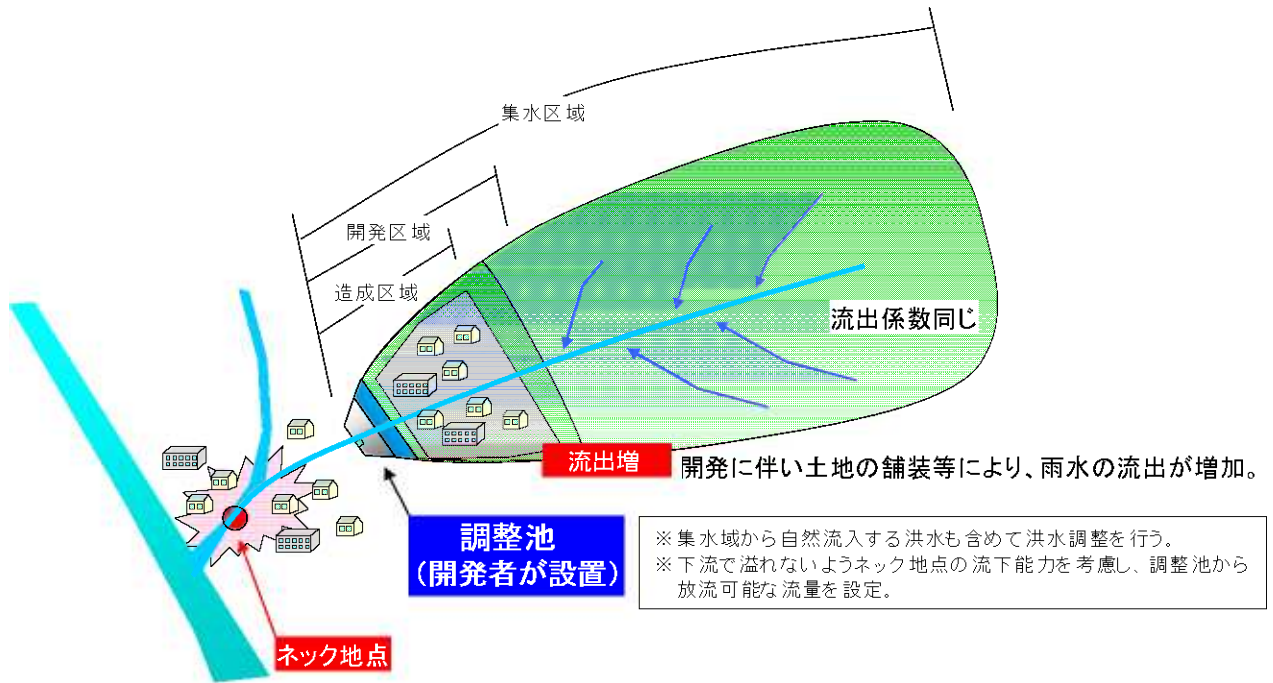 集水区域
開発区域
造成区域
流出係数同じ
流出増
開発に伴い土地の舗装等により、雨水の流出が増加。
調整池
(開発者が設置)
※集水域から自然流入する洪水も含めて洪水調整を行う。
※下流で溢れないようネック地点の流下能力を考慮し、調整池から
放流可能な流量を設定。
ネック地点